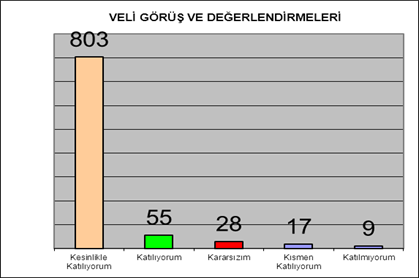 VELİ GÖRÜŞ VE DEĞERLENDİRMELERİ
803
55
28
17
9
Kesinlikle
Katılıyorum
Katılıyorum
Kararsızım
Kısmen
Katılıyorum
Katılmıyorum